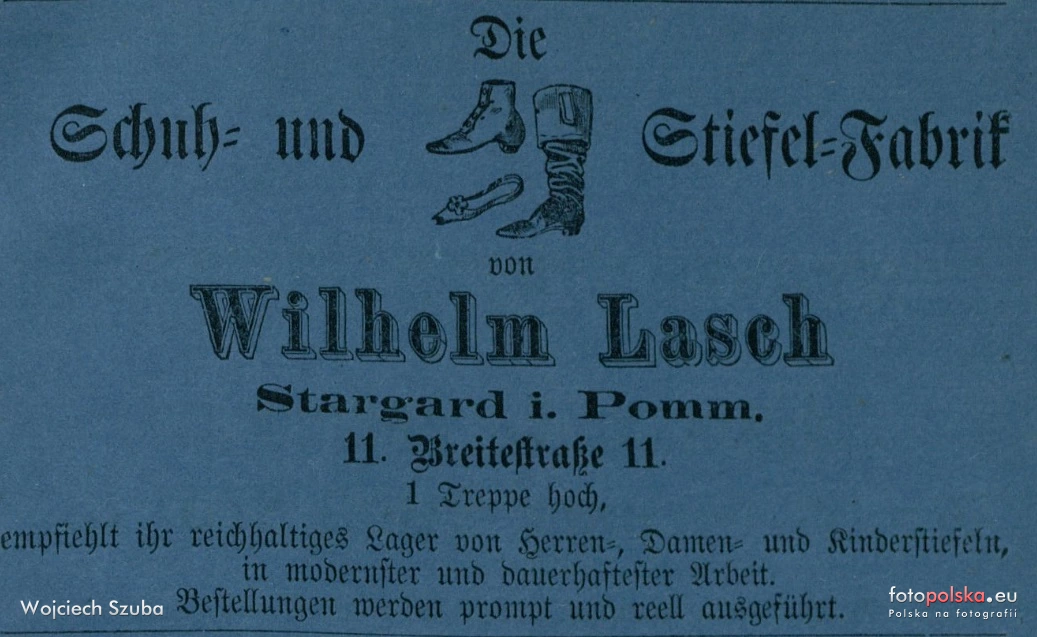 Die
Schuh- und Stiefel-Fabrik
von
Wilhelm Lasch
Stargard i. Pomm.
11. Breitestraße 11.
1 Treppe hoch,
empfiehlt ihr reichhaltiges Lager von Herren-, Damen- und Kinderstiefeln,
in modernster und dauerhaftester Arbeit.
Bestellungen werden prompt und reell ausgeführt.
Wojciech Szuba
fotopolska.eu
Polska na fotografii